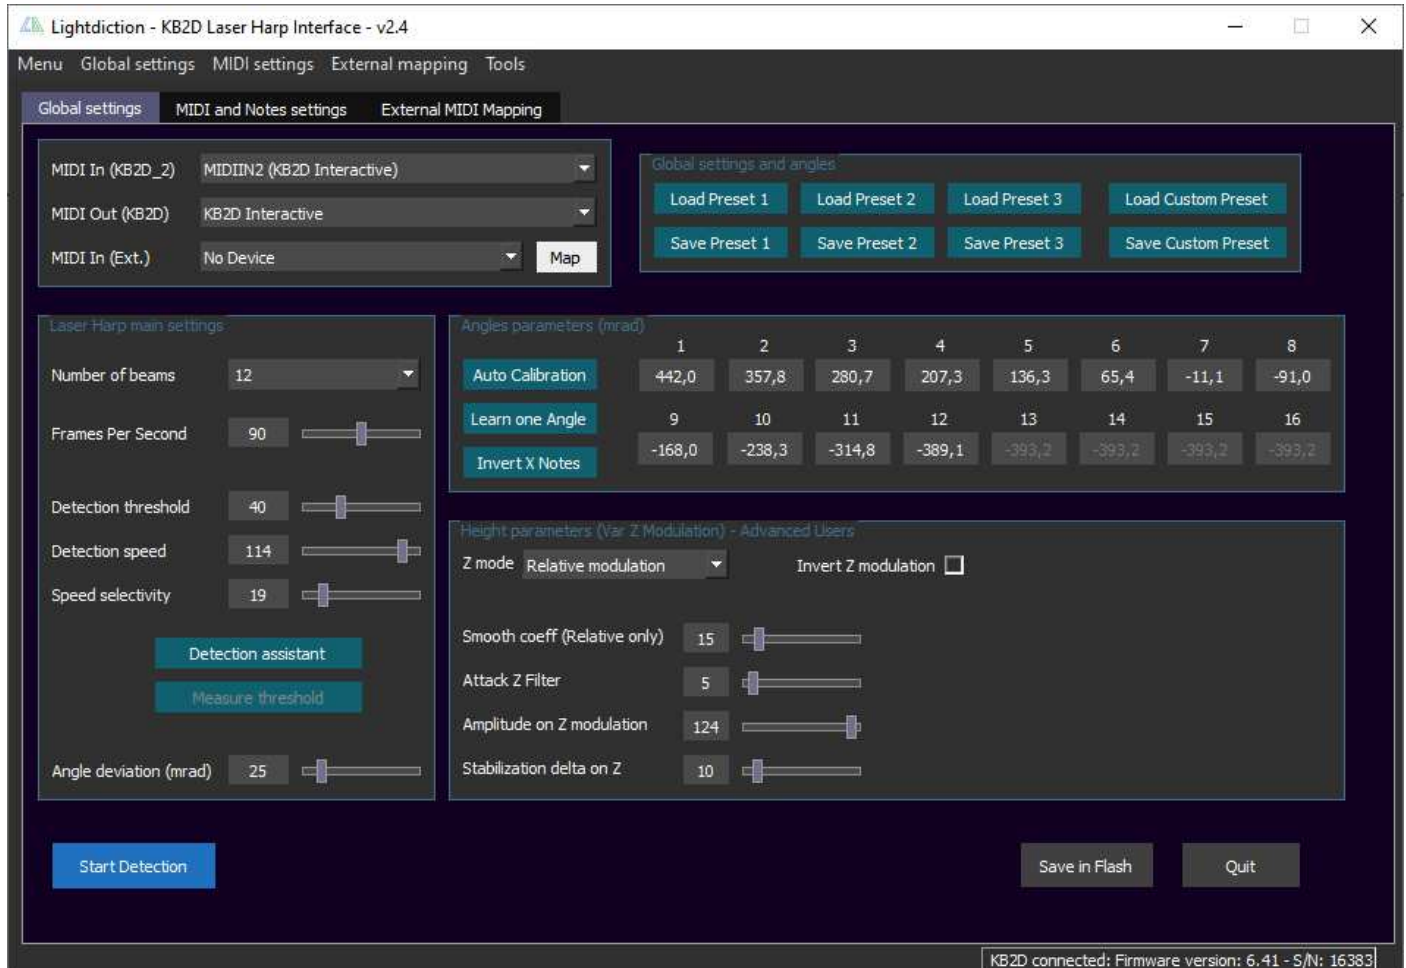 Lightdiction - KB2D Laser Harp Interface - v2.4
Menu Global settings MIDI settings External mapping Tools
Global settings MIDI and Notes settings External MIDI Mapping
MIDI In (KB2D_2) MIDIIN2 (KB2D Interactive)
MIDI Out (KB2D) KB2D Interactive
MIDI In (Ext.) No Device Map
Global settings and angles
Load Preset 1 Load Preset 2 Load Preset 3 Load Custom Preset
Save Preset 1 Save Preset 2 Save Preset 3 Save Custom Preset
Laser Harp main settings
Number of beams 12
Frames Per Second 90
Detection threshold 40
Detection speed 114
Speed selectivity 19
Detection assistant
Measure threshold
Angle deviation (mrad) 25
Angles parameters (mrad)
1 2 3 4 5 6 7 8
Auto Calibration 442,0 357,8 280,7 207,3 136,3 65,4 -11,1 -91,0
Learn one Angle 9 10 11 12 13 14 15 16
-168,0 -238,3 -314,8 -389,1 -393,2 -393,2 -393,2 -393,2
Invert X Notes
Height parameters (Var Z Modulation) - Advanced Users
Z mode Relative modulation Invert Z modulation
Smooth coeff (Relative only) 15
Attack Z Filter 5
Amplitude on Z modulation 124
Stabilization delta on Z 10
Start Detection Save in Flash Quit
KB2D connected: Firmware version: 6.41 - S/N: 16383